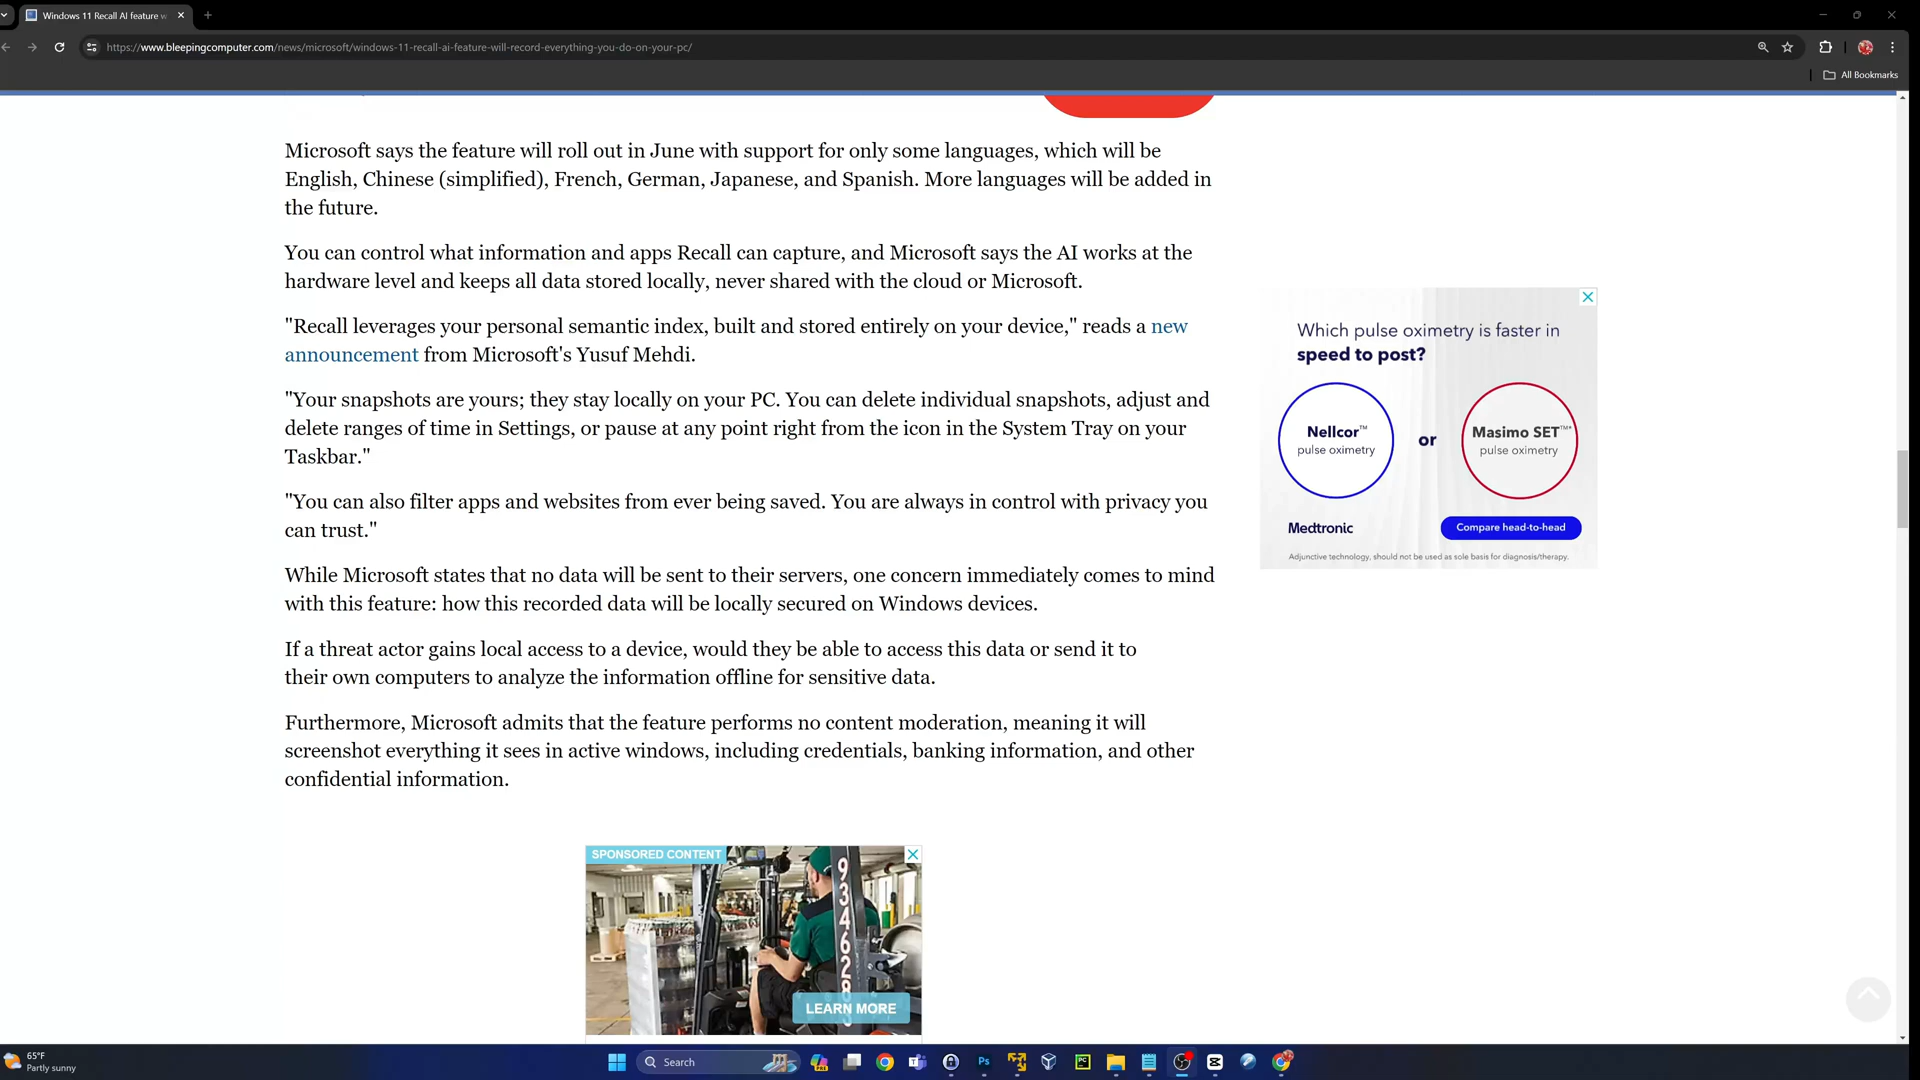 Windows 11 Recall AI feature w
https://www.bleepingcomputer.com/news/microsoft/windows-11-recall-ai-feature-will-record-everything-you-do-on-your-pc/
All Bookmarks
Microsoft says the feature will roll out in June with support for only some languages, which will be
English, Chinese (simplified), French, German, Japanese, and Spanish. More languages will be added in
the future.
You can control what information and apps Recall can capture, and Microsoft says the AI works at the
hardware level and keeps all data stored locally, never shared with the cloud or Microsoft.
"Recall leverages your personal semantic index, built and stored entirely on your device," reads a new
announcement from Microsoft's Yusuf Mehdi.
"Your snapshots are yours; they stay locally on your PC. You can delete individual snapshots, adjust and
delete ranges of time in Settings, or pause at any point right from the icon in the System Tray on your
Taskbar."
"You can also filter apps and websites from ever being saved. You are always in control with privacy you
can trust."
While Microsoft states that no data will be sent to their servers, one concern immediately comes to mind
with this feature: how this recorded data will be locally secured on Windows devices.
If a threat actor gains local access to a device, would they be able to access this data or send it to
their own computers to analyze the information offline for sensitive data.
Furthermore, Microsoft admits that the feature performs no content moderation, meaning it will
screenshot everything it sees in active windows, including credentials, banking information, and other
confidential information.
Which pulse oximetry is faster in
speed to post?
Nellcor™
pulse oximetry
or
Masimo SET™*
pulse oximetry
Medtronic
Compare head-to-head
Adjunctive technology, should not be used as sole basis for diagnosis/therapy.
SPONSORED CONTENT
934628
LEARN MORE
65°F
Partly sunny
Search
Ps
PC